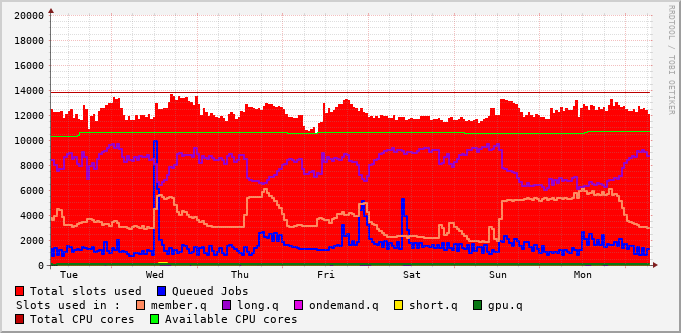 20000
18000
16000
14000
12000
10000
8000
6000
4000
2000
0
Tue Wed Thu Fri Sat Sun Mon
RRDTOOL / TOBI OETIKER
Total slots used Queued Jobs
Slots used in : member.q long.q ondemand.q short.q gpu.q
Total CPU cores Available CPU cores